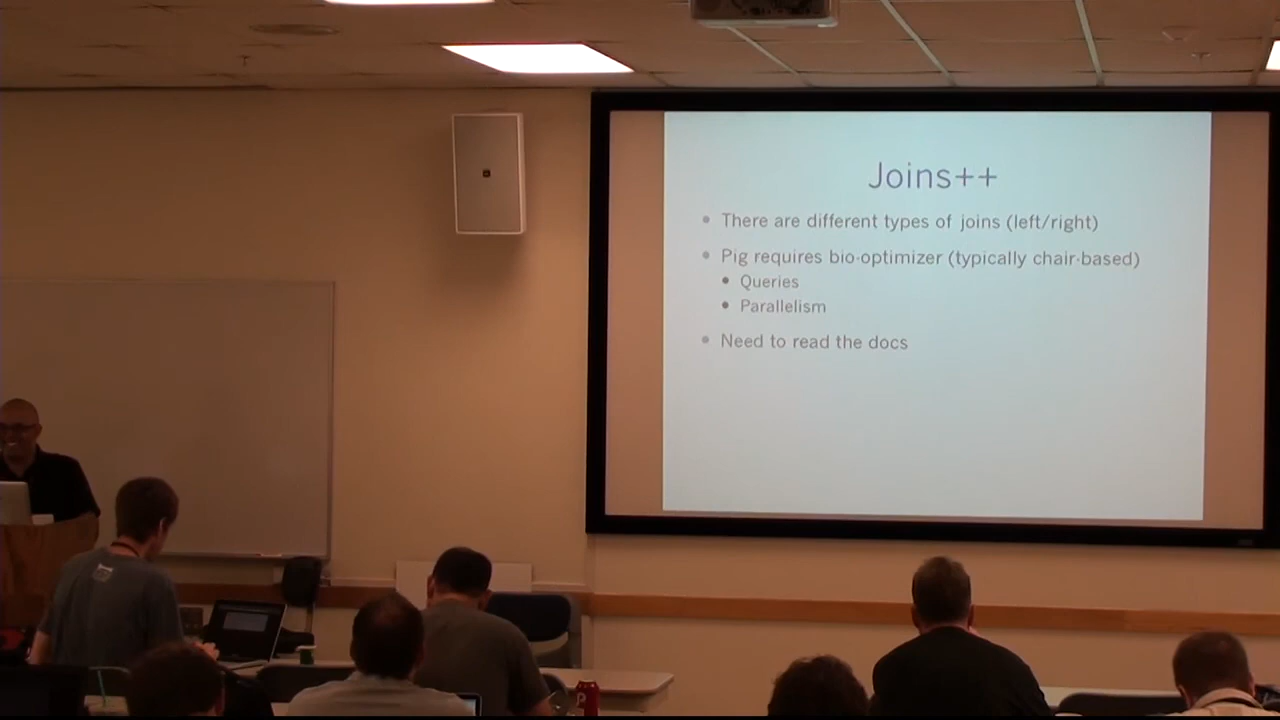 Joins++
There are different types of joins (left/right)
Pig requires bio-optimizer (typically chair-based)
Queries
Parallelism
Need to read the docs